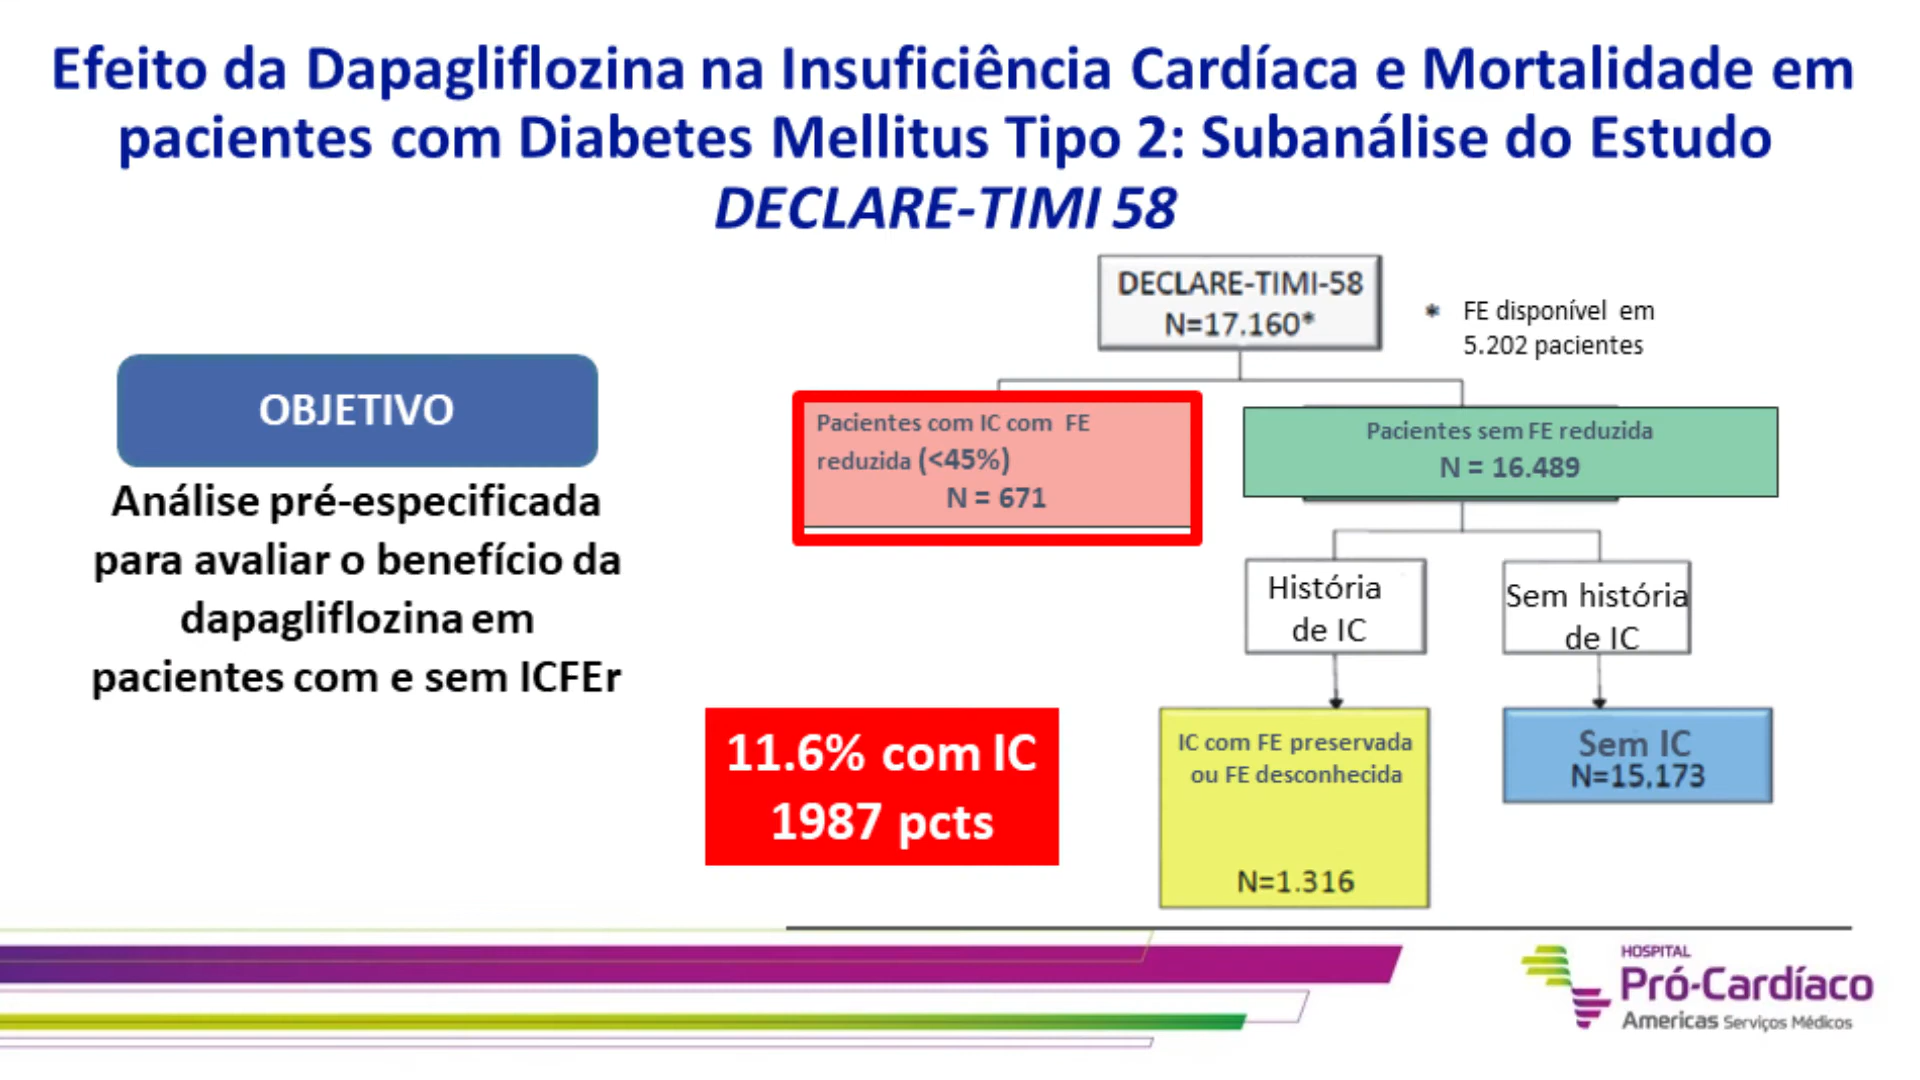 Efeito da Dapagliflozina na Insuficiência Cardíaca e Mortalidade em
pacientes com Diabetes Mellitus Tipo 2: Subanálise do Estudo
DECLARE-TIMI 58
OBJETIVO
Análise pré-especificada
para avaliar o benefício da
dapagliflozina em
pacientes com e sem ICFEr
DECLARE-TIMI-58
N=17.160*
* FE disponível em
5.202 pacientes
Pacientes com IC com FE
reduzida (<45%)
N = 671
Pacientes sem FE reduzida
N = 16.489
História
de IC
Sem história
de IC
11.6% com IC
1987 pcts
IC com FE preservada
ou FE desconhecida
N=1.316
Sem IC
N=15,173
HOSPITAL
Pró-Cardíaco
Americas Serviços Médicos